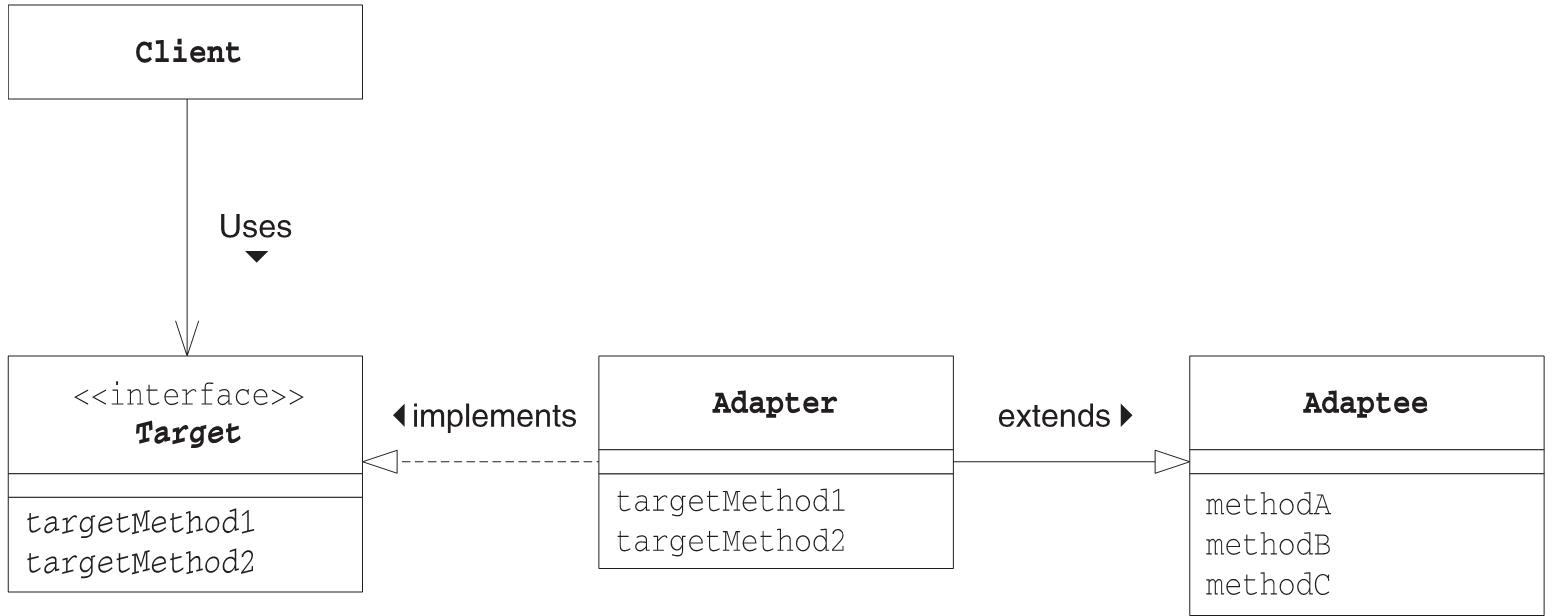 Client
Uses
<<interface>>
Target
targetMethod1
targetMethod2
implements
Adapter
targetMethod1
targetMethod2
extends
Adaptee
methodA
methodB
methodC